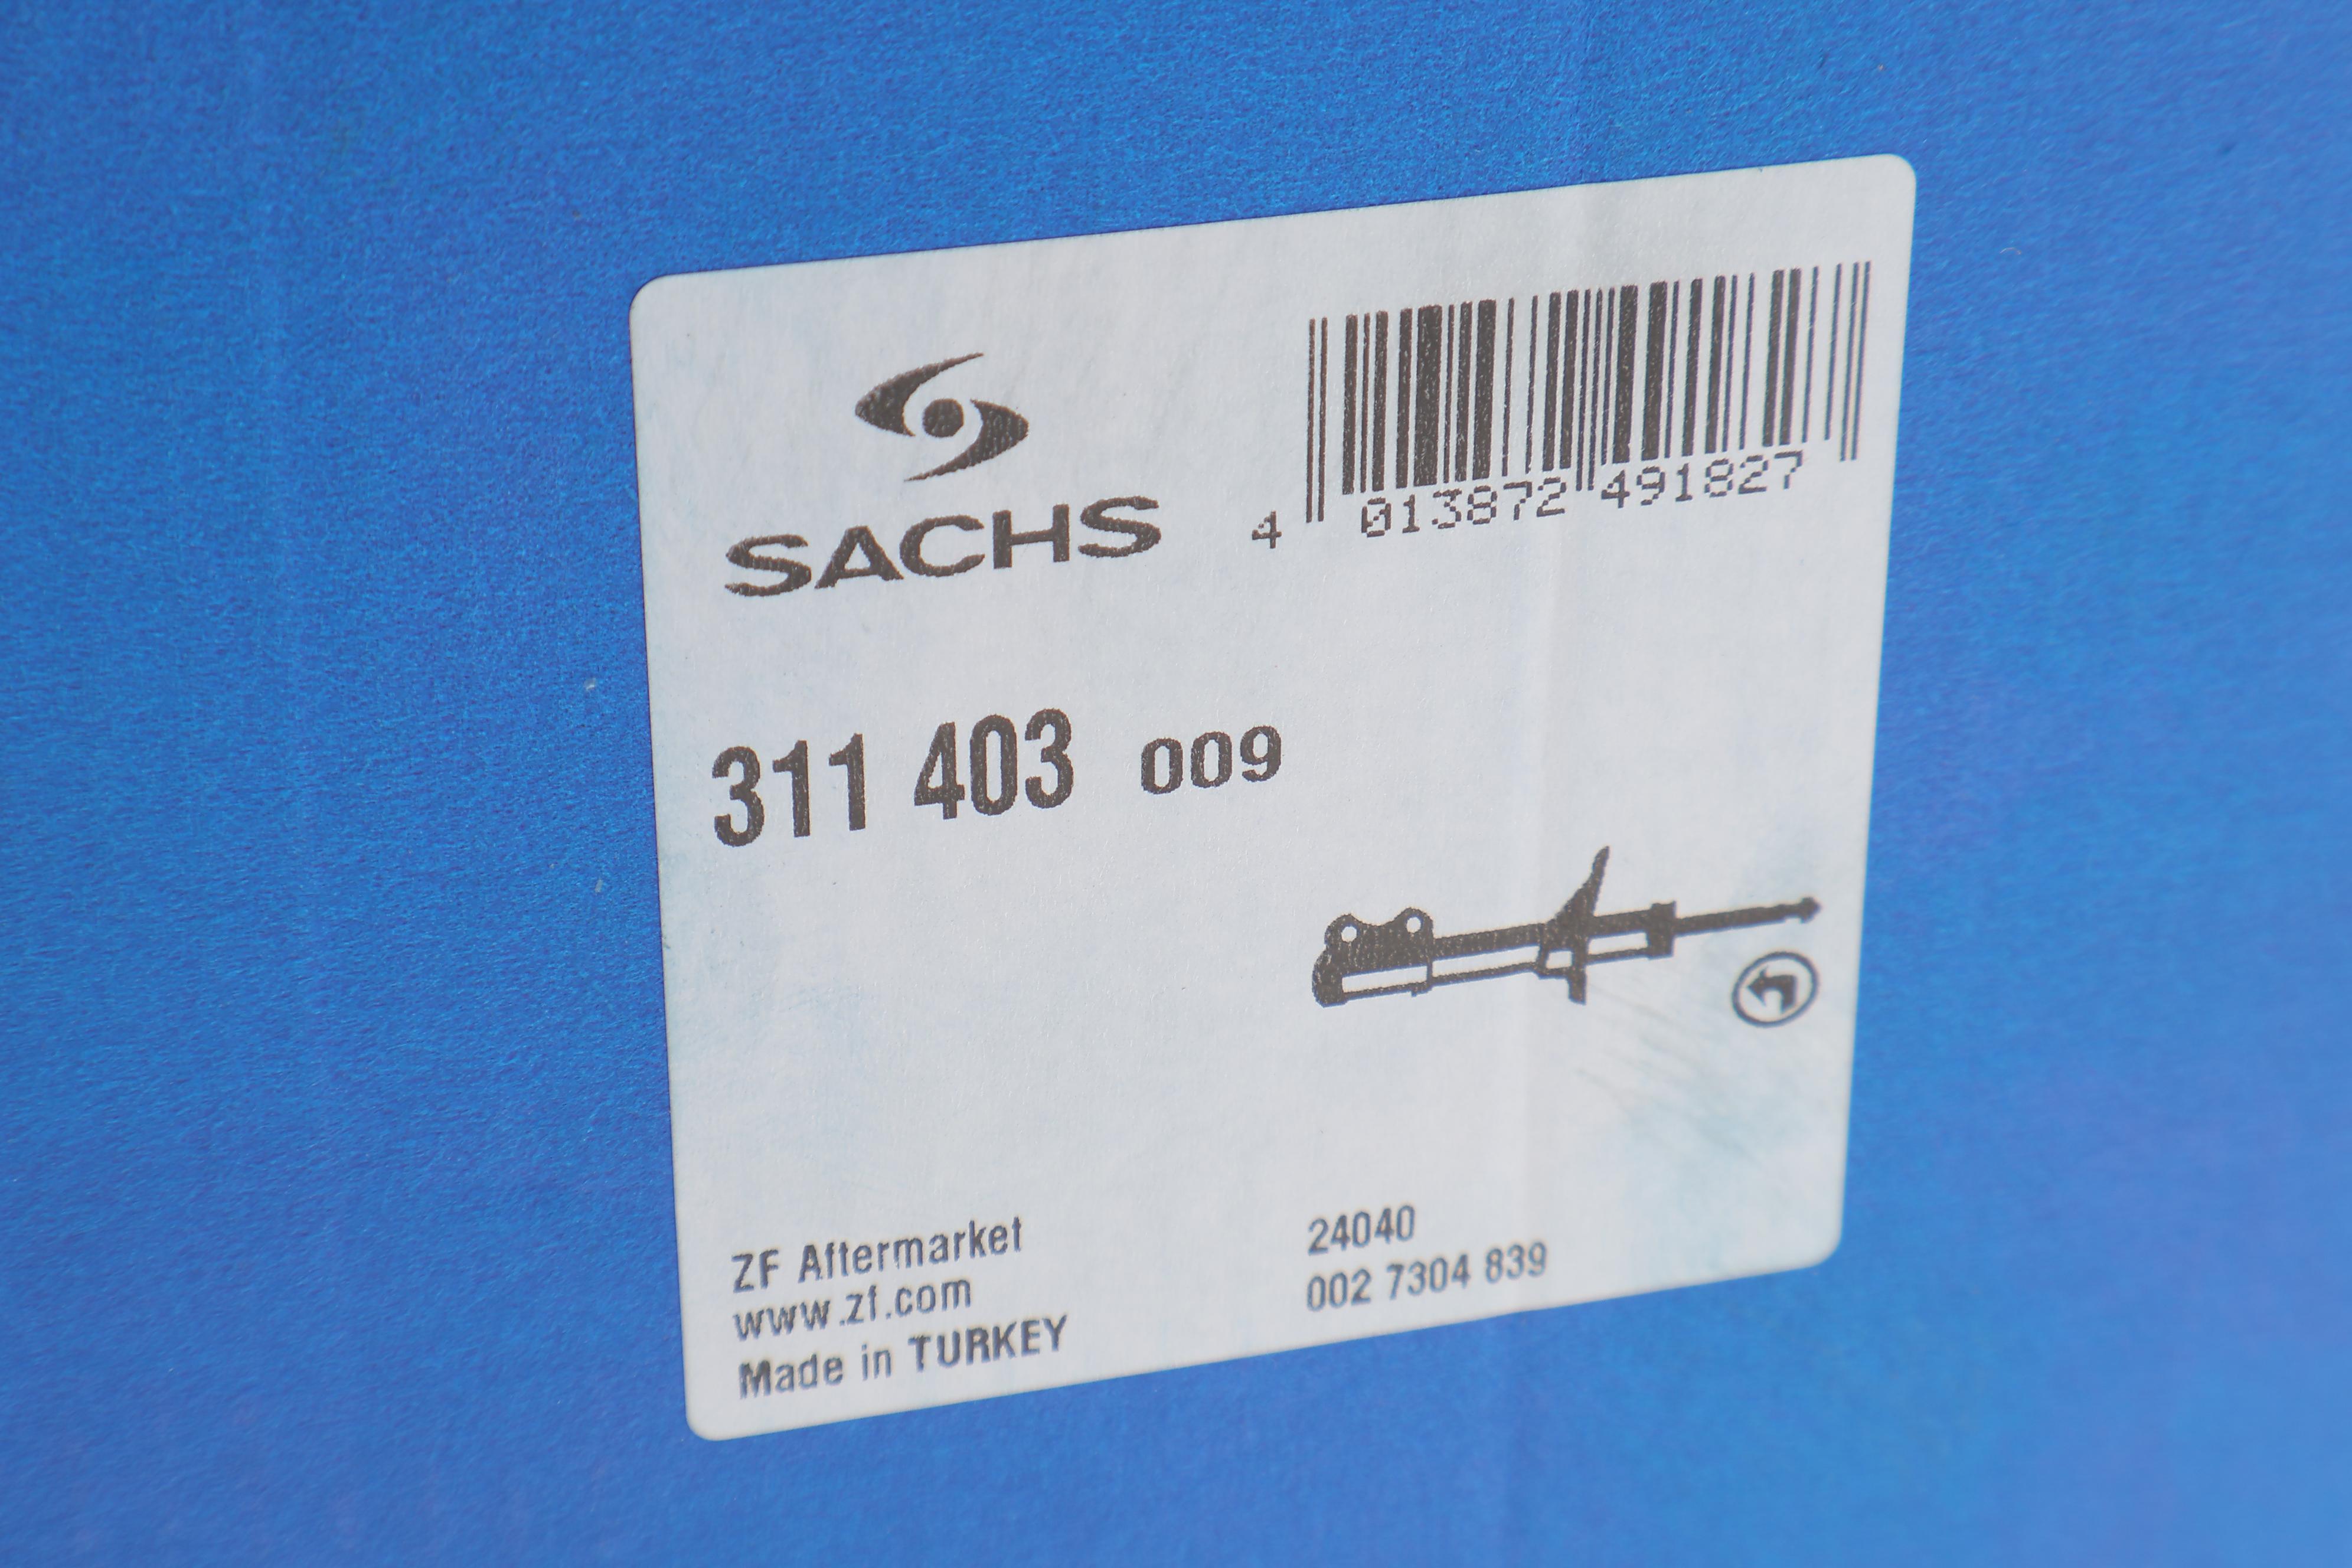 SACHS
4 013872 491827
311 403 009
ZF Aftermarket
www.zf.com
Made in TURKEY
24040
002 7304 839